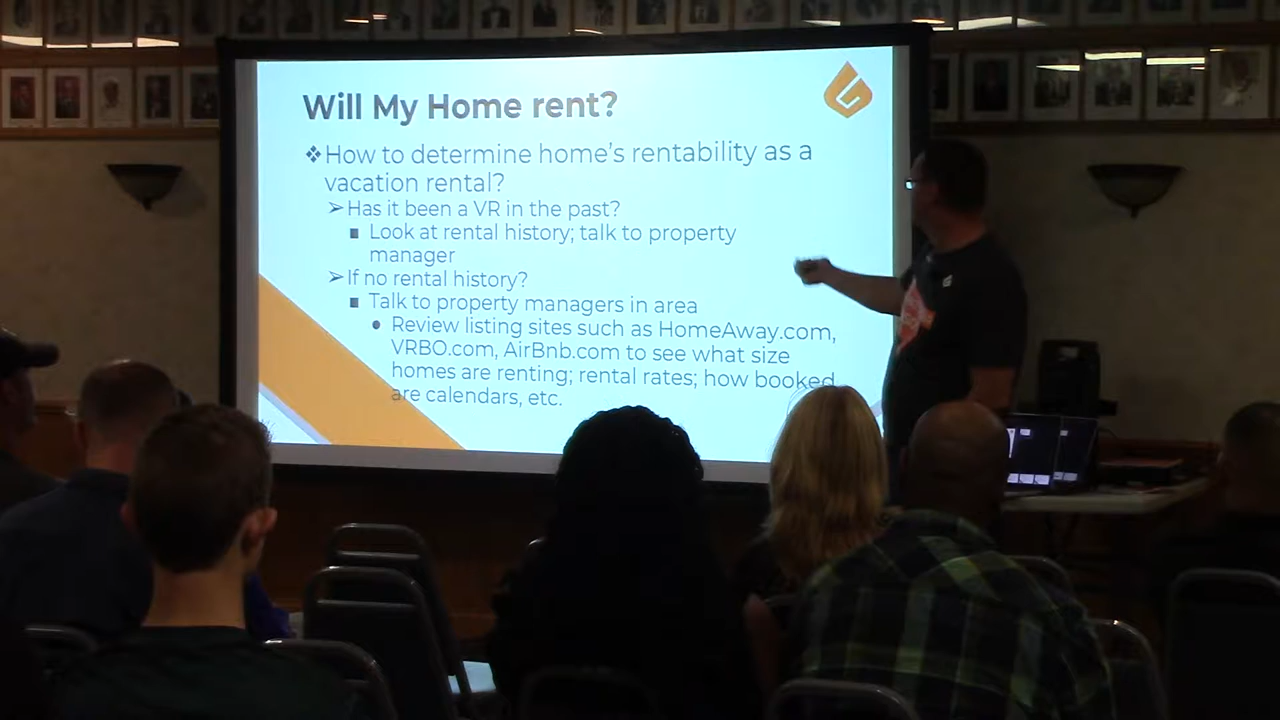 Will My Home rent?
❖How to determine home's rentability as a
vacation rental?
➢Has it been a VR in the past?
▪ Look at rental history; talk to property
manager
➢If no rental history?
▪ Talk to property managers in area
• Review listing sites such as HomeAway.com,
VRBO.com, AirBnb.com to see what size
homes are renting; rental rates; how booked
are calendars, etc.